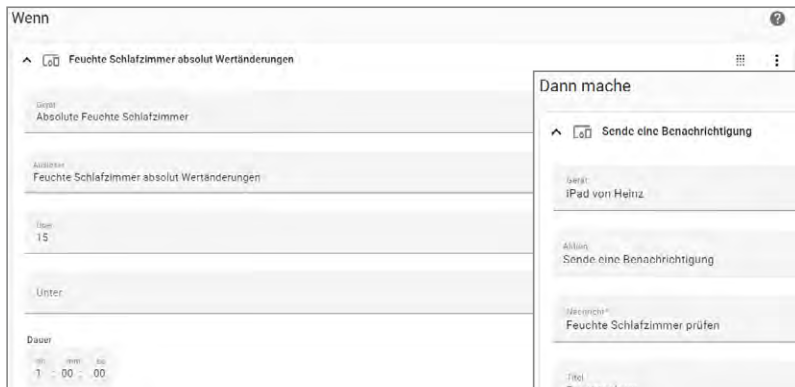 Wenn
Feuchte Schlafzimmer absolut Wertänderungen
Gerät
Absolute Feuchte Schlafzimmer
Auslöser
Feuchte Schlafzimmer absolut Wertänderungen
Über
15
Unter
Dauer
hh mm ss
1 : 00 : 00
Dann mache
Sende eine Benachrichtigung
Gerät
iPad von Heinz
Aktion
Sende eine Benachrichtigung
Nachricht*
Feuchte Schlafzimmer prüfen
Titel